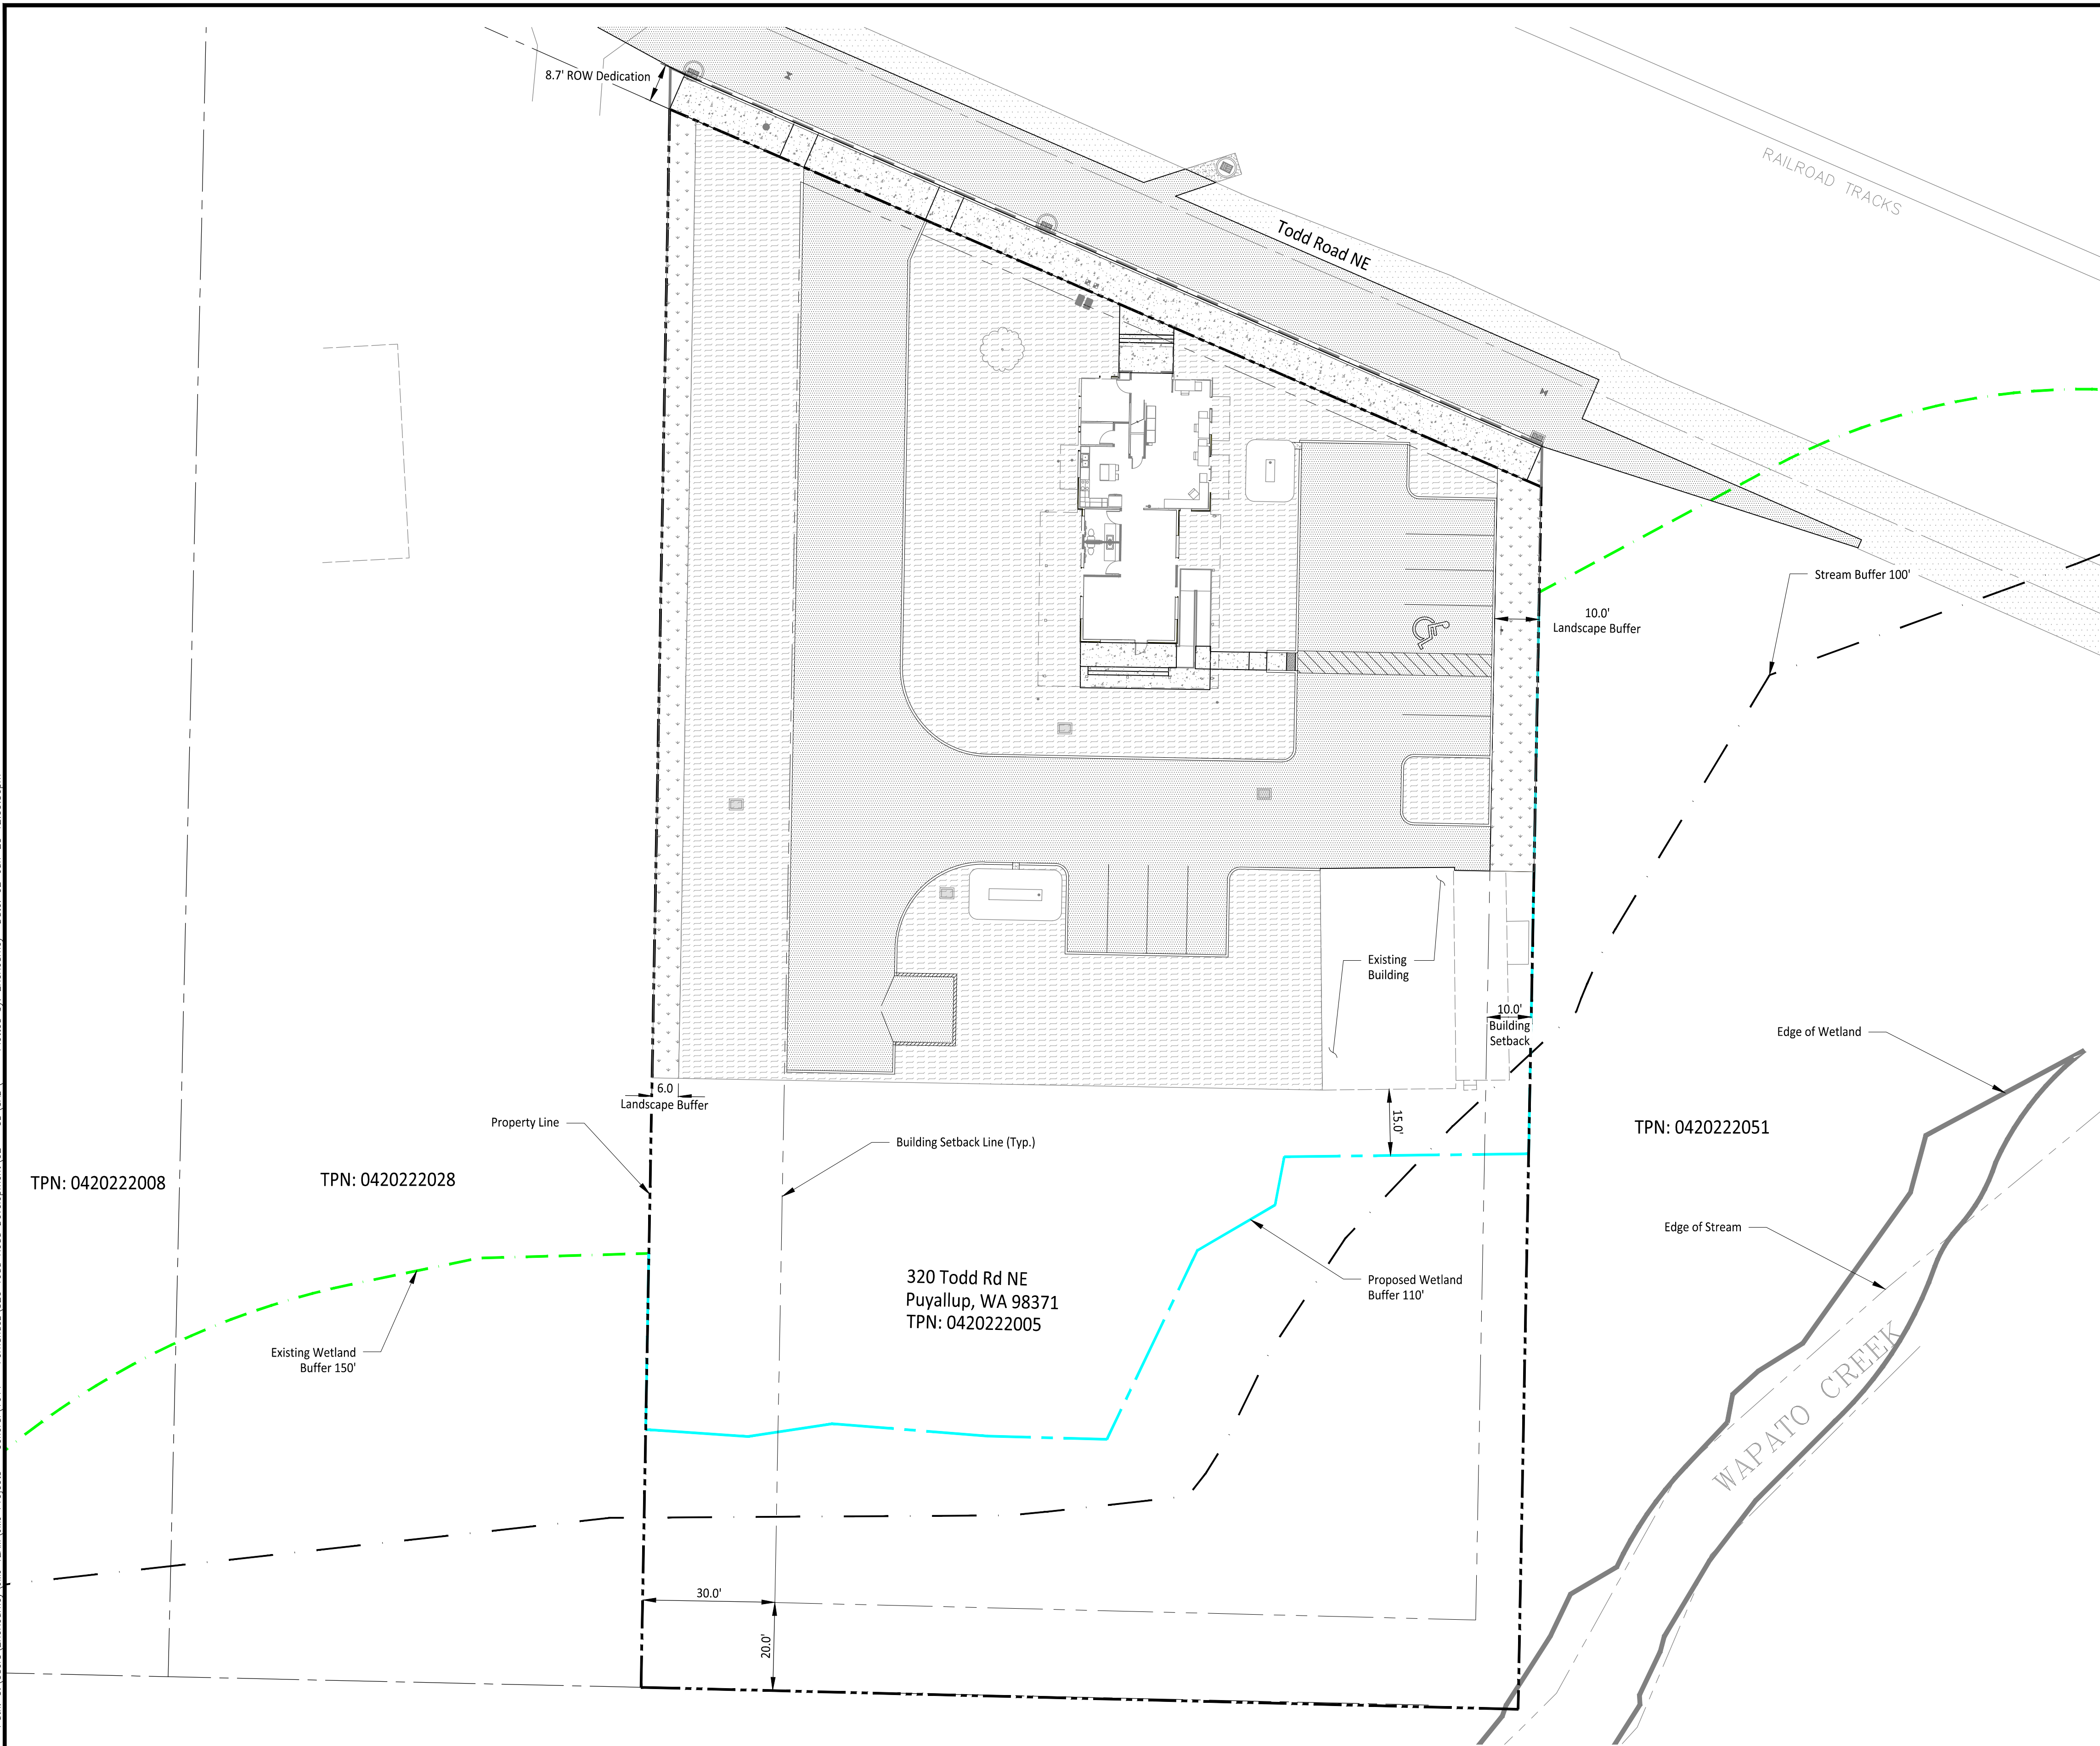 8.7' ROW Dedication
RAILROAD TRACKS
Todd Road NE
Stream Buffer 100'
10.0'
Landscape Buffer
Existing
Building
10.0'
Building
Setback
Edge of Wetland
6.0
Landscape Buffer
15.0'
Property Line
Building Setback Line (Typ.)
TPN: 0420222051
TPN: 0420222008
TPN: 0420222028
Edge of Stream
320 Todd Rd NE
Puyallup, WA 98371
TPN: 0420222005
Proposed Wetland
Buffer 110'
Existing Wetland
Buffer 150'
WAPATO CREEK
30.0'
20.0'